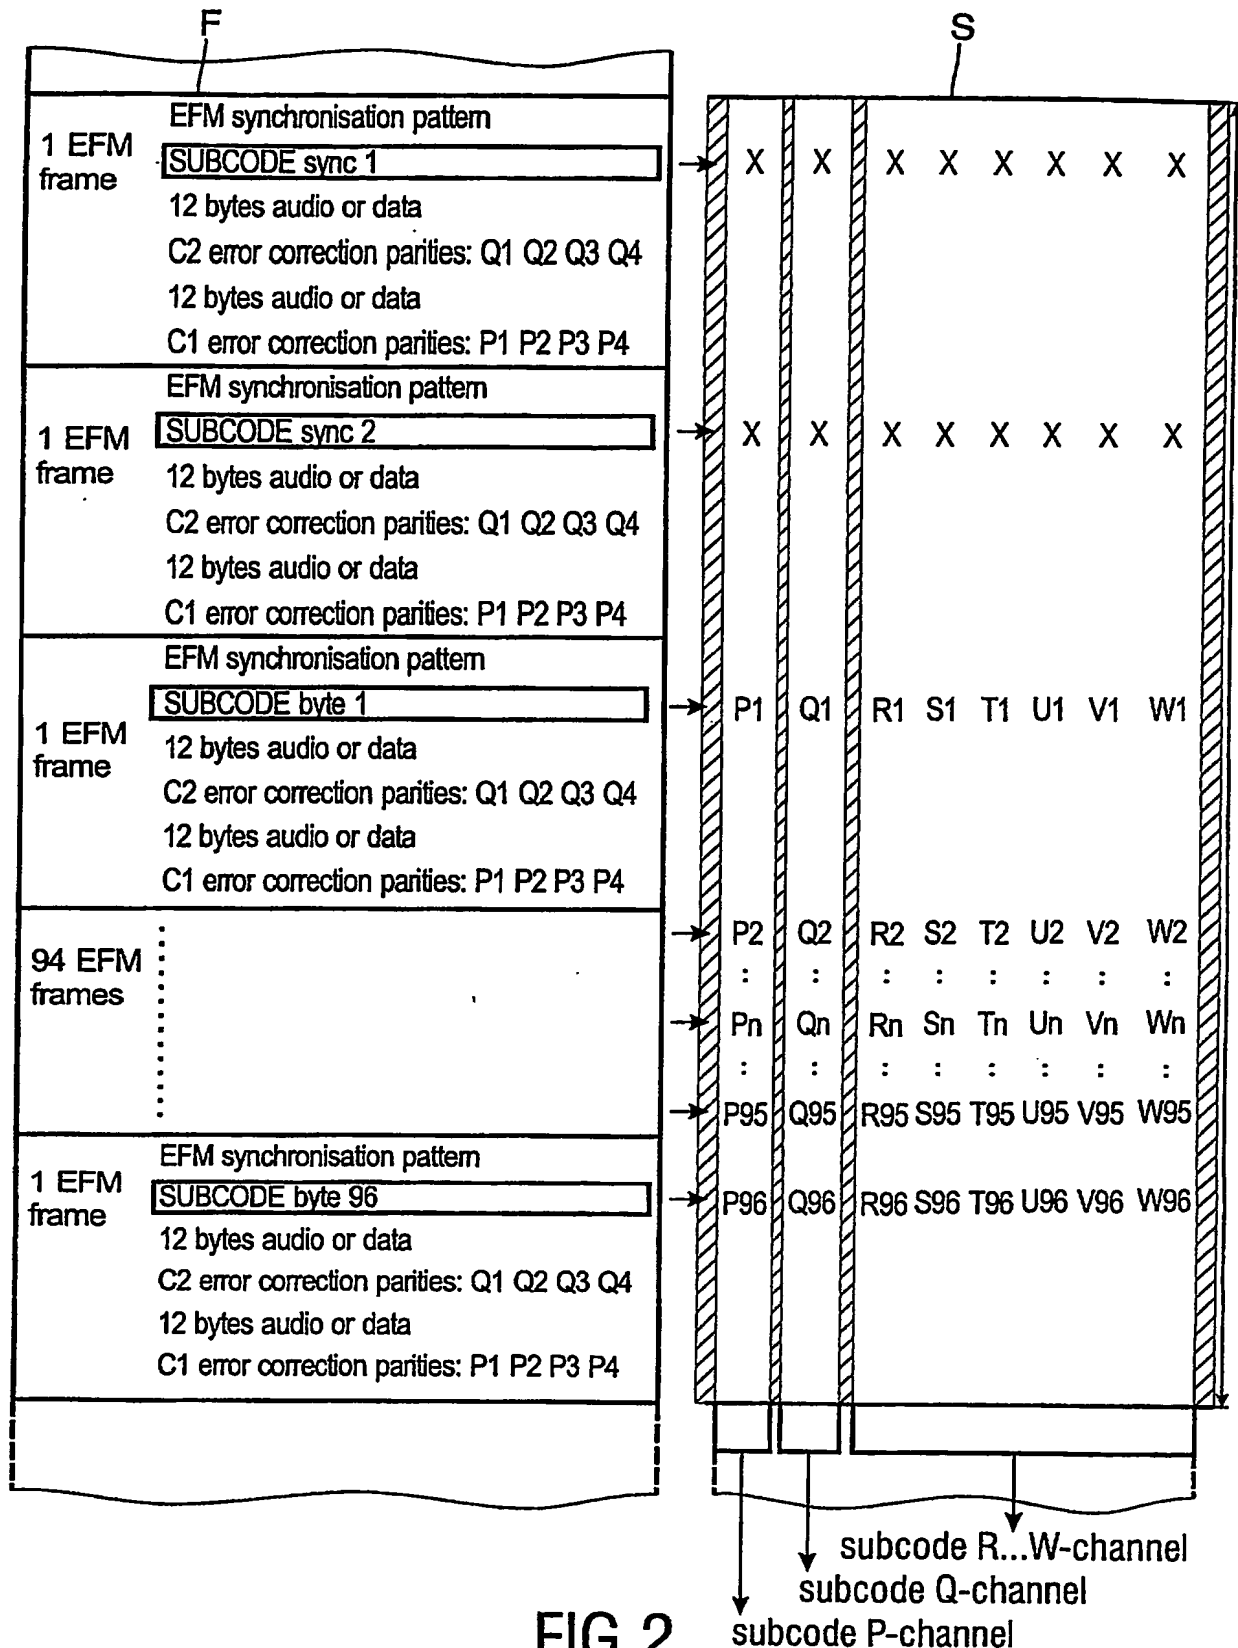 F
S
1 EFM
frame
EFM synchronisation pattern
SUBCODE sync 1
12 bytes audio or data
C2 error correction parities: Q1 Q2 Q3 Q4
12 bytes audio or data
C1 error correction parities: P1 P2 P3 P4
X X X X X X X X
1 EFM
frame
EFM synchronisation pattern
SUBCODE sync 2
12 bytes audio or data
C2 error correction parities: Q1 Q2 Q3 Q4
12 bytes audio or data
C1 error correction parities: P1 P2 P3 P4
X X X X X X X X
1 EFM
frame
EFM synchronisation pattern
SUBCODE byte 1
12 bytes audio or data
C2 error correction parities: Q1 Q2 Q3 Q4
12 bytes audio or data
C1 error correction parities: P1 P2 P3 P4
P1 Q1 R1 S1 T1 U1 V1 W1
94 EFM
frames
P2 Q2 R2 S2 T2 U2 V2 W2
: : : : : : : :
Pn Qn Rn Sn Tn Un Vn Wn
: : : : : : : :
P95 Q95 R95 S95 T95 U95 V95 W95
1 EFM
frame
EFM synchronisation pattern
SUBCODE byte 96
12 bytes audio or data
C2 error correction parities: Q1 Q2 Q3 Q4
12 bytes audio or data
C1 error correction parities: P1 P2 P3 P4
P96 Q96 R96 S96 T96 U96 V96 W96
subcode R...W-channel
subcode Q-channel
subcode P-channel
FIG. 2